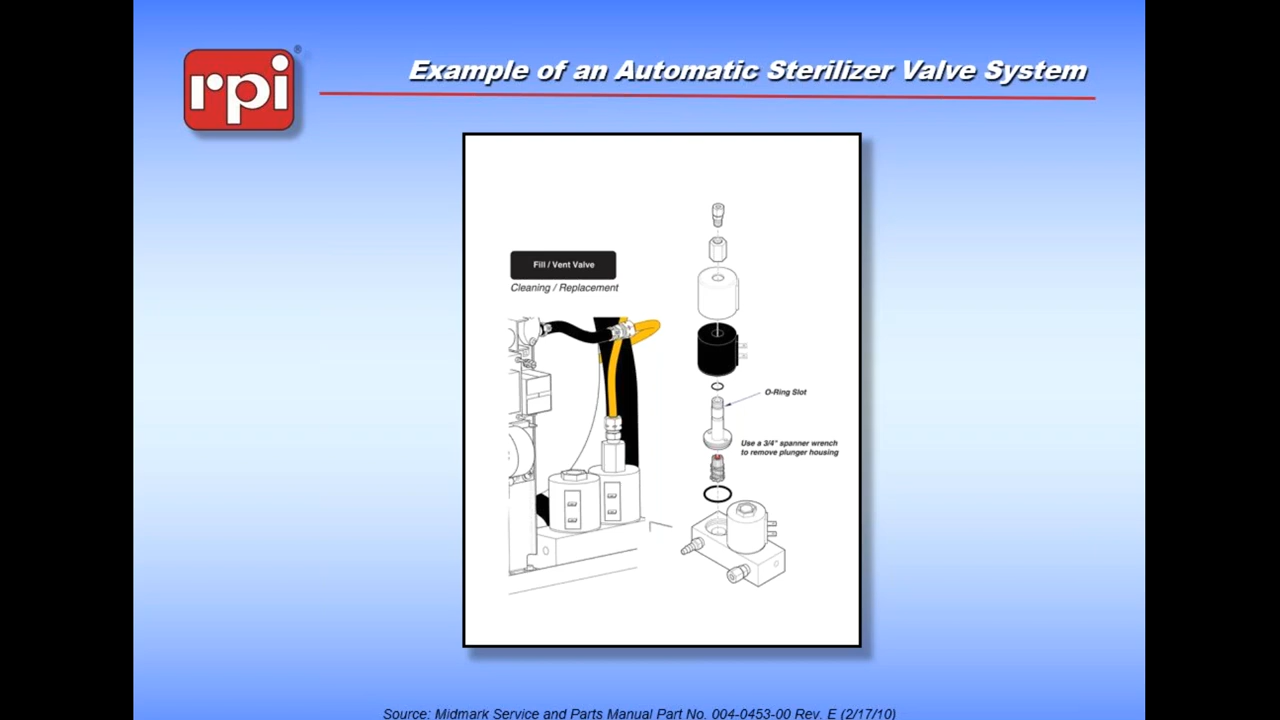 rpi
®
Example of an Automatic Sterilizer Valve System
Fill / Vent Valve
Cleaning / Replacement
O-Ring Slot
Use a 3/4" spanner wrench
to remove plunger housing
Source: Midmark Service and Parts Manual Part No. 004-0453-00 Rev. E (2/17/10)